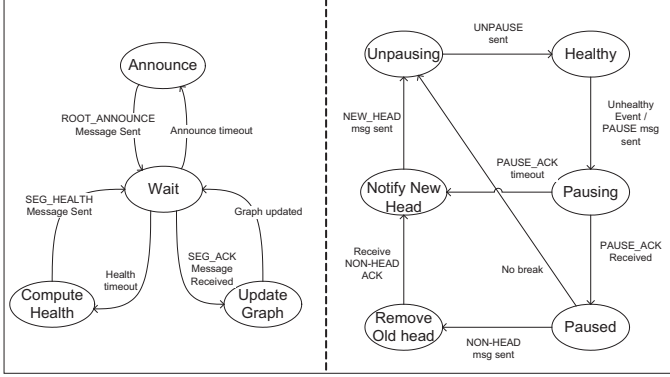 Announce
ROOT_ANNOUNCE
Message Sent
Announce timeout
Wait
SEG_HEALTH
Message Sent
Graph updated
Health
timeout
SEG_ACK
Message
Received
Compute
Health
Update
Graph
UNPAUSE
sent
Unpausing
Healthy
NEW_HEAD
msg sent
Unhealthy
Event /
PAUSE msg
sent
PAUSE_ACK
timeout
Notify New
Head
Pausing
Receive
NON-HEAD
ACK
PAUSE_ACK
Received
No break
Remove
Old head
Paused
NON-HEAD
msg sent